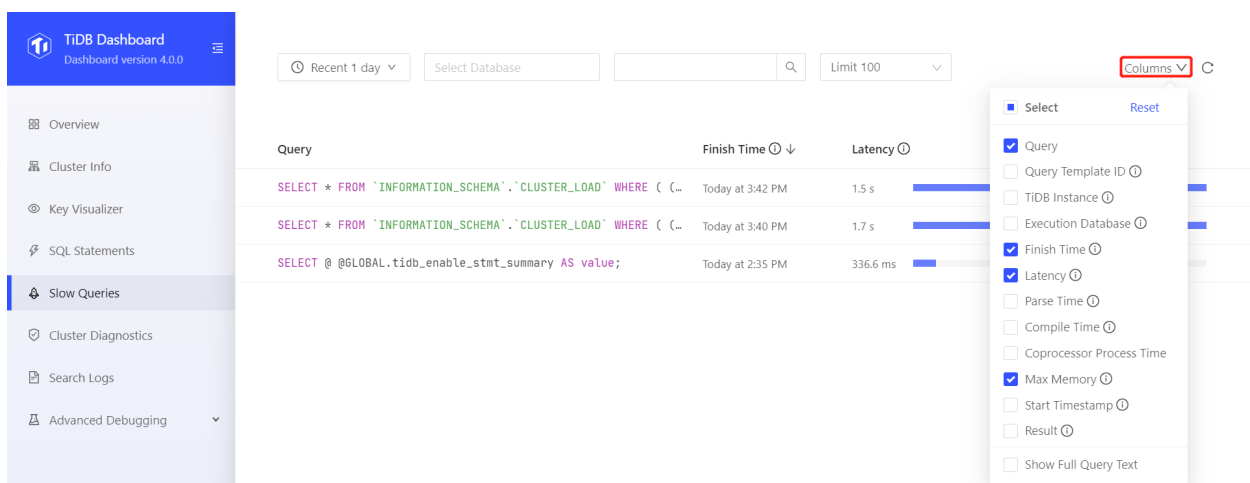 TiDB Dashboard
Dashboard version 4.0.0
Overview
Cluster Info
Key Visualizer
SQL Statements
Slow Queries
Cluster Diagnostics
Search Logs
Advanced Debugging
Recent 1 day
Select Database
Limit 100
Columns
Query
Finish Time
Latency
SELECT * FROM `INFORMATION_SCHEMA`.`CLUSTER_LOAD` WHERE ( (…
Today at 3:42 PM
1.5 s
SELECT * FROM `INFORMATION_SCHEMA`.`CLUSTER_LOAD` WHERE ( (…
Today at 3:40 PM
1.7 s
SELECT @ @GLOBAL.tidb_enable_stmt_summary AS value;
Today at 2:35 PM
336.6 ms
Select
Reset
Query
Query Template ID
TiDB Instance
Execution Database
Finish Time
Latency
Parse Time
Compile Time
Coprocessor Process Time
Max Memory
Start Timestamp
Result
Show Full Query Text